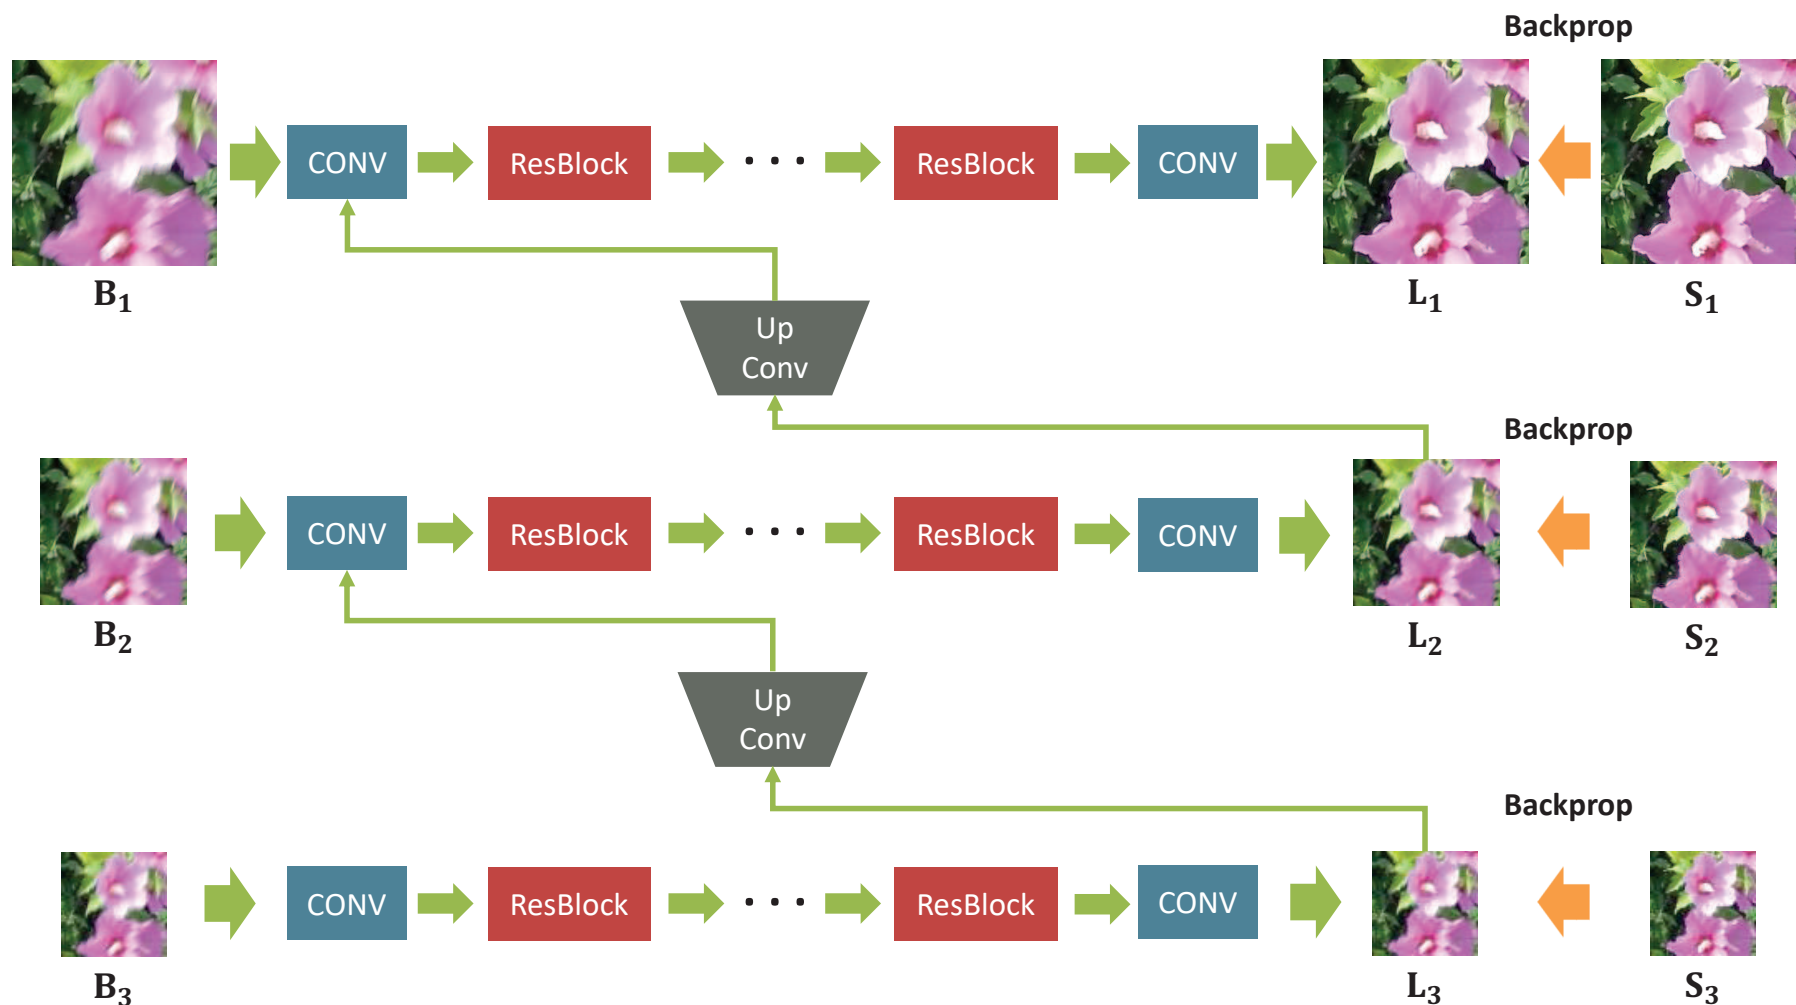 Backprop
CONV ResBlock · · · ResBlock CONV
B₁ L₁ S₁
Up
Conv
Backprop
CONV ResBlock · · · ResBlock CONV
B₂ L₂ S₂
Up
Conv
Backprop
CONV ResBlock · · · ResBlock CONV
B₃ L₃ S₃